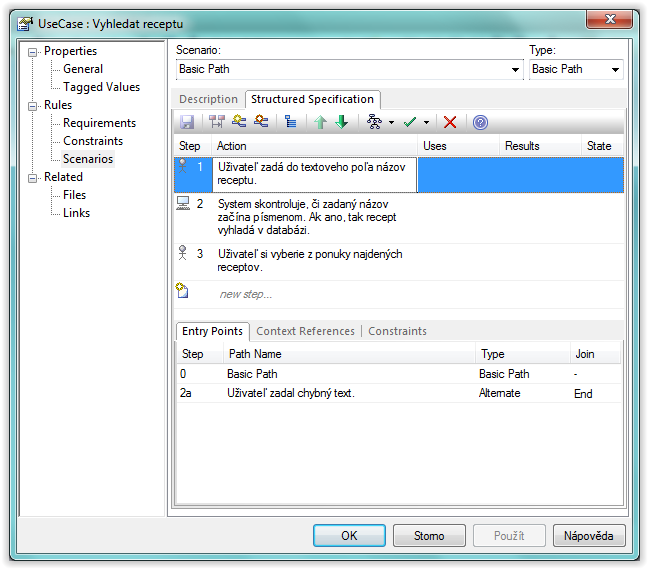 UseCase : Vyhledat receptu
Properties
General
Tagged Values
Rules
Requirements
Constraints
Scenarios
Related
Files
Links
Scenario:
Type:
Basic Path
Basic Path
Description
Structured Specification
Step
Action
Uses
Results
State
1
Uživateľ zadá do textoveho poľa názov
receptu.
2
System skontroluje, či zadaný názov
začína písmenom. Ak ano, tak recept
vyhladá v databázi.
3
Uživateľ si vyberie z ponuky najdených
receptov.
new step...
Entry Points
Context References
Constraints
Step
Path Name
Type
Join
0
Basic Path
Basic Path
-
2a
Uživateľ zadal chybný text.
Alternate
End
OK
Storno
Použít
Nápověda